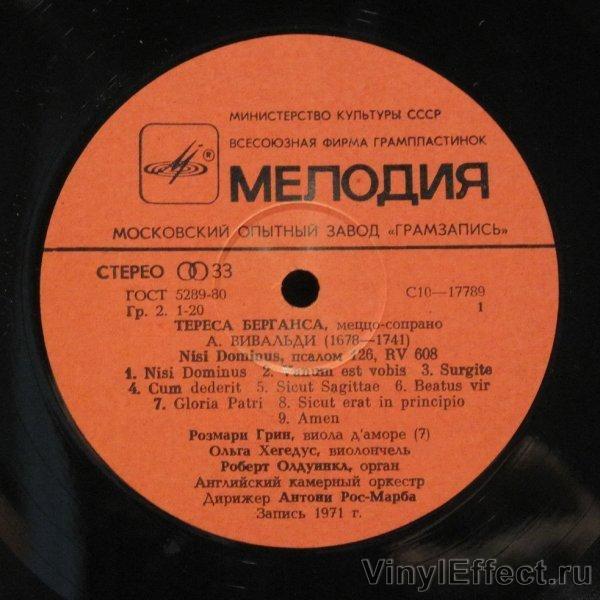 МИНИСТЕРСТВО КУЛЬТУРЫ СССР
ВСЕСОЮЗНАЯ ФИРМА ГРАМПЛАСТИНОК
®
МЕЛОДИЯ
МОСКОВСКИЙ ОПЫТНЫЙ ЗАВОД «ГРАМЗАПИСЬ»
СТЕРЕО 33
ГОСТ 5289-80 С10—17789
Гр. 2. 1-20 1
ТЕРЕСА БЕРГАНСА, меццо-сопрано
А. ВИВАЛЬДИ (1678—1741)
Nisi Dominus, псалом 126, RV 608
1. Nisi Dominus 2. Vanum est vobis 3. Surgite
4. Cum dederit 5. Sicut Sagittae 6. Beatus vir
7. Gloria Patri 8. Sicut erat in principio
9. Amen
Розмари Грин, виола д'аморе (7)
Ольга Хегедус, виолончель
Роберт Олдуинкл, орган
Английский камерный оркестр
Дирижер Антони Рос-Марба
Запись 1971 г.
VinylEffect.ru